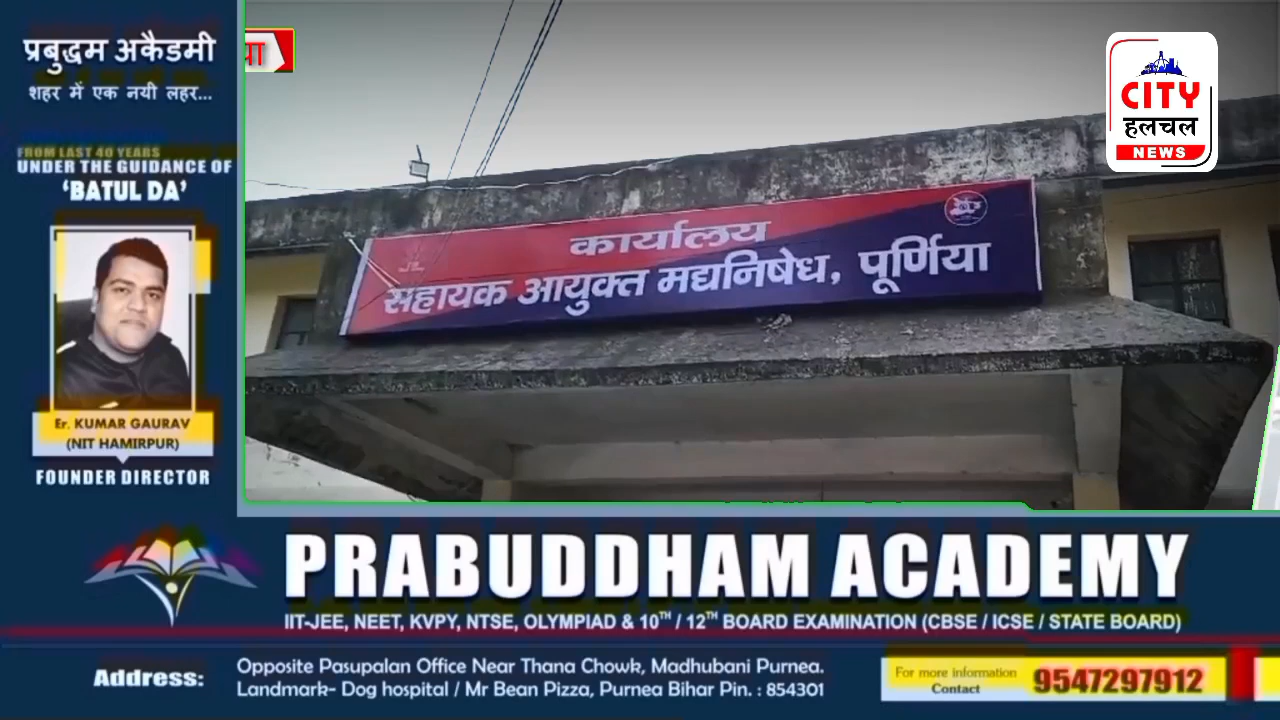 प्रबुद्धम अकैडमी
शहर में एक नयी लहर...
FROM LAST 40 YEARS
UNDER THE GUIDANCE OF
‘BATUL DA’
Er. KUMAR GAURAV
(NIT HAMIRPUR)
FOUNDER DIRECTOR
CITY
हलचल
NEWS
कार्यालय
सहायक आयुक्त मद्यनिषेध, पूर्णिया
PRABUDDHAM ACADEMY
IIT-JEE, NEET, KVPY, NTSE, OLYMPIAD & 10TH / 12TH BOARD EXAMINATION (CBSE / ICSE / STATE BOARD)
Address:
Opposite Pasupalan Office Near Thana Chowk, Madhubani Purnea.
Landmark- Dog hospital / Mr Bean Pizza, Purnea Bihar Pin. : 854301
For more information
Contact
9547297912